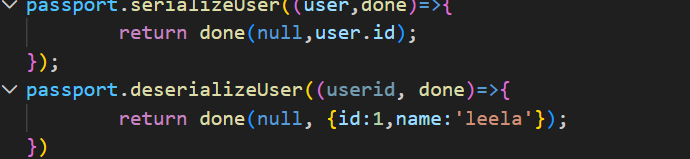 passport.serializeUser((user,done)=>{
return done(null,user.id);
});
passport.deserializeUser((userid, done)=>{
return done(null, {id:1,name:'leela'});
})